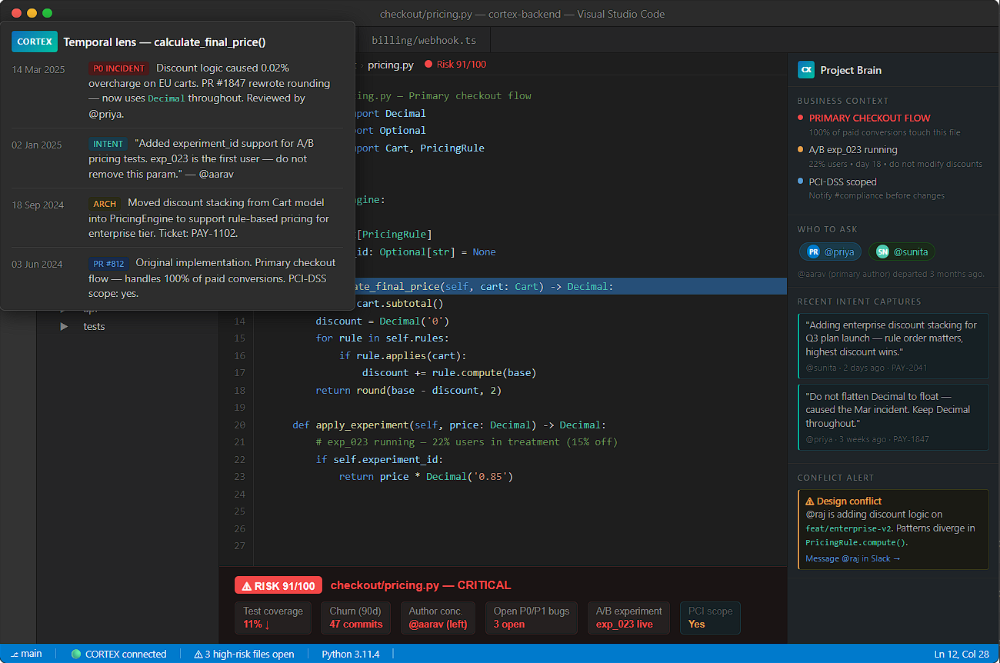 checkout/pricing.py — cortex-backend — Visual Studio Code
CORTEX Temporal lens — calculate_final_price()
14 Mar 2025
P0 INCIDENT Discount logic caused 0.02%
overcharge on EU carts. PR #1847 rewrote rounding
— now uses Decimal throughout. Reviewed by
@priya.
02 Jan 2025
INTENT "Added experiment_id support for A/B
pricing tests. exp_023 is the first user — do not
remove this param." — @aarav
18 Sep 2024
ARCH Moved discount stacking from Cart model
into PricingEngine to support rule-based pricing for
enterprise tier. Ticket: PAY-1102.
03 Jun 2024
PR #812 Original implementation. Primary checkout
flow — handles 100% of paid conversions. PCI-DSS
scope: yes.
▶ tests
billing/webhook.ts
› pricing.py Risk 91/100
ing.py — Primary checkout flow
port Decimal
ort Optional
port Cart, PricingRule
ngine:
[PricingRule]
_id: Optional[str] = None
ate_final_price(self, cart: Cart) -> Decimal:
cart.subtotal()
14 discount = Decimal('0')
15 for rule in self.rules:
16 if rule.applies(cart):
17 discount += rule.compute(base)
18 return round(base - discount, 2)
19
20 def apply_experiment(self, price: Decimal) -> Decimal:
21 # exp_023 running — 22% users in treatment (15% off)
22 if self.experiment_id:
23 return price * Decimal('0.85')
24
25
26
27
⚠ RISK 91/100 checkout/pricing.py — CRITICAL
Test coverage
11% ↓
Churn (90d)
47 commits
Author conc.
@aarav (left)
Open P0/P1 bugs
3 open
A/B experiment
exp_023 live
PCI scope
Yes
CX Project Brain
BUSINESS CONTEXT
PRIMARY CHECKOUT FLOW
100% of paid conversions touch this file
A/B exp_023 running
22% users • day 18 • do not modify discounts
PCI-DSS scoped
Notify #compliance before changes
WHO TO ASK
PR @priya SN @sunita
@aarav (primary author) departed 3 months ago.
RECENT INTENT CAPTURES
"Adding enterprise discount stacking for
Q3 plan launch — rule order matters,
highest discount wins."
@sunita · 2 days ago · PAY-2041
"Do not flatten Decimal to float —
caused the Mar incident. Keep Decimal
throughout."
@priya · 3 weeks ago · PAY-1847
CONFLICT ALERT
⚠ Design conflict
@raj is adding discount logic on
feat/enterprise-v2. Patterns diverge in
PricingRule.compute().
Message @raj in Slack →
main CORTEX connected ⚠ 3 high-risk files open Python 3.11.4 Ln 12, Col 28